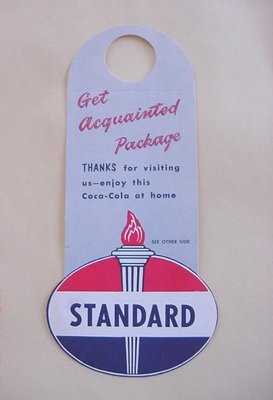 Get
Acquainted
Package
THANKS for visiting
us—enjoy this
Coca-Cola at home
SEE OTHER SIDE
STANDARD